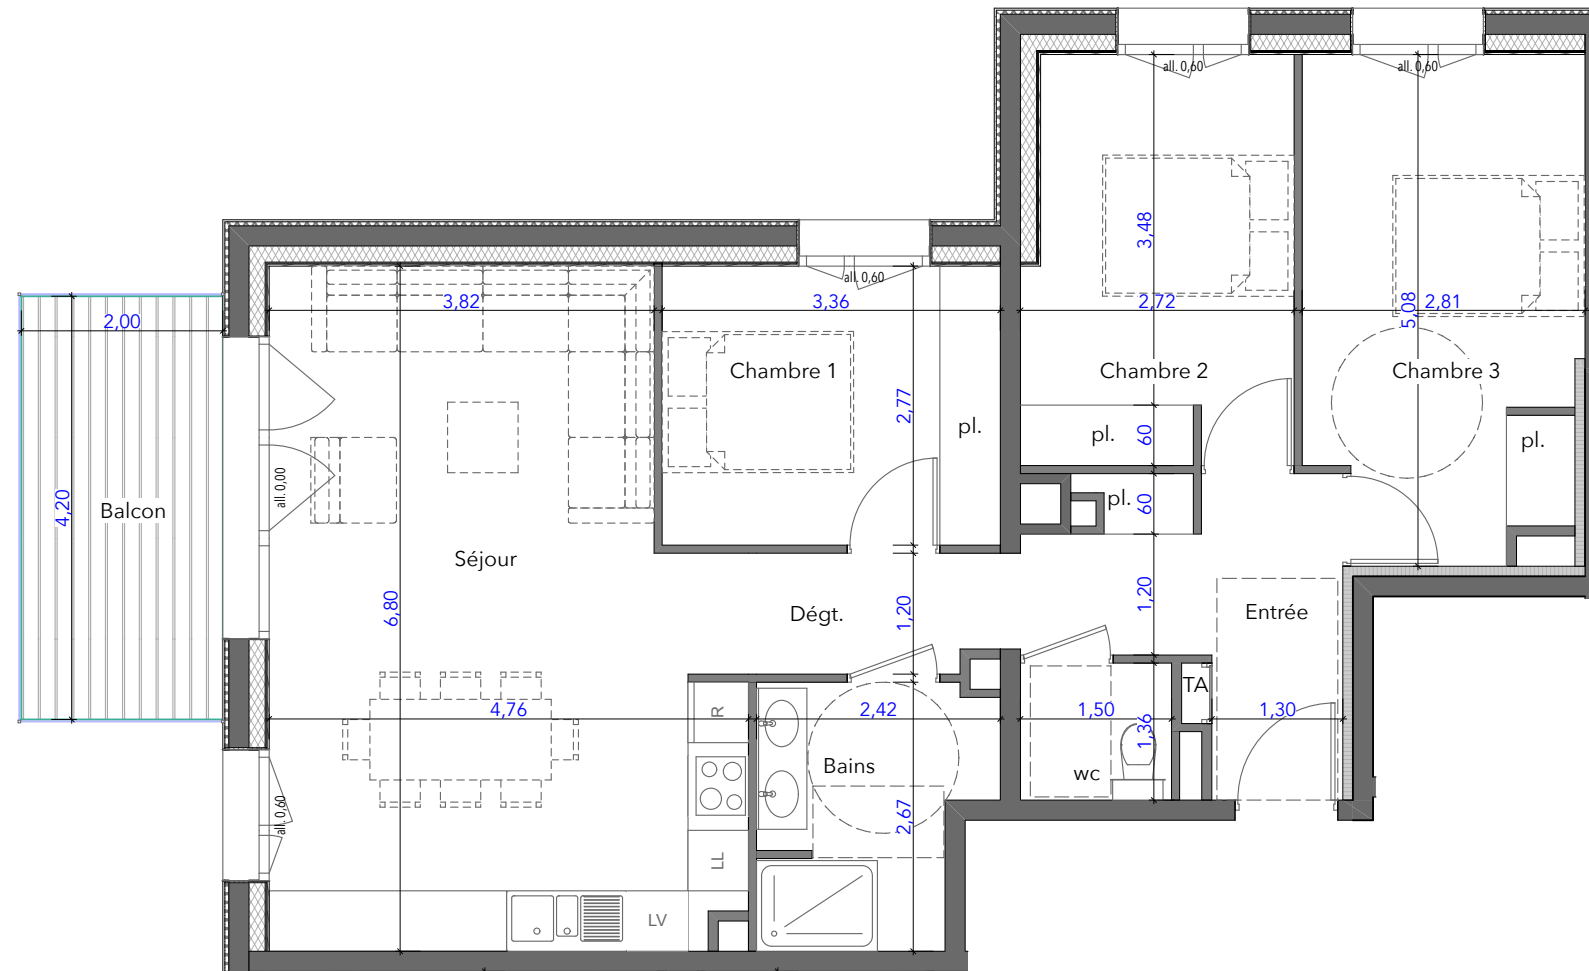 all. 0,60
all. 0,60
3,48
5,08
all. 0,60
3,82
3,36
2,72
2,81
2,00
Chambre 1
Chambre 2
Chambre 3
2,77
pl.
pl.
60
pl.
all. 0,00
4,20
Balcon
pl.
60
Séjour
6,80
Dégt.
1,20
1,20
Entrée
TA
R
4,76
2,42
1,50
1,36
1,30
Bains
wc
all. 0,60
2,67
LL
LV